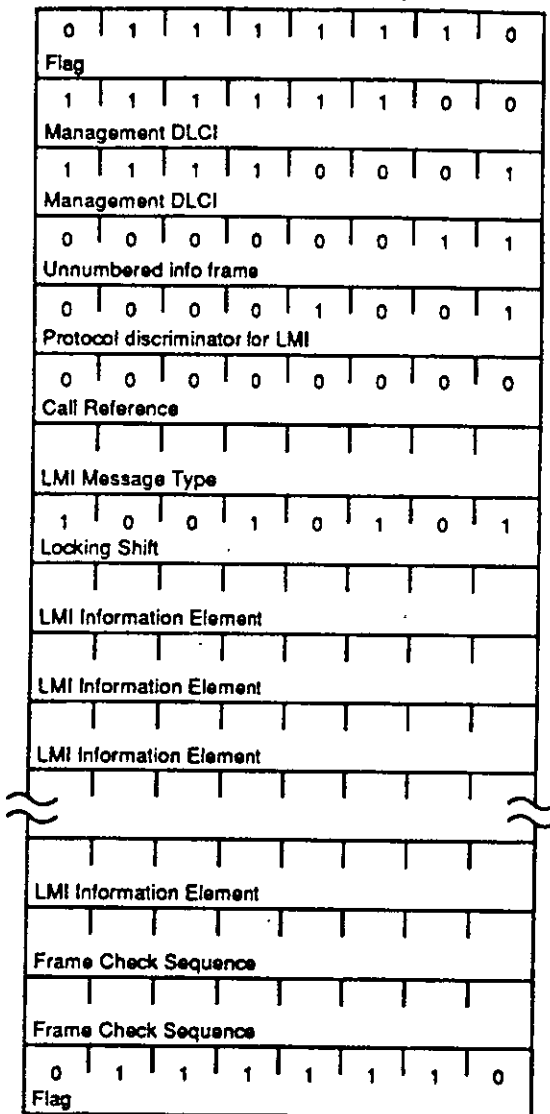 0 1 1 1 1 1 1 0
Flag
1 1 1 1 1 1 0 0
Management DLCI
1 1 1 1 0 0 0 1
Management DLCI
0 0 0 0 0 0 1 1
Unnumbered info frame
0 0 0 0 1 0 0 1
Protocol discriminator for LMI
0 0 0 0 0 0 0 0
Call Reference
LMI Message Type
1 0 0 1 0 1 0 1
Locking Shift
LMI Information Element
LMI Information Element
LMI Information Element
LMI Information Element
Frame Check Sequence
Frame Check Sequence
0 1 1 1 1 1 1 0
Flag